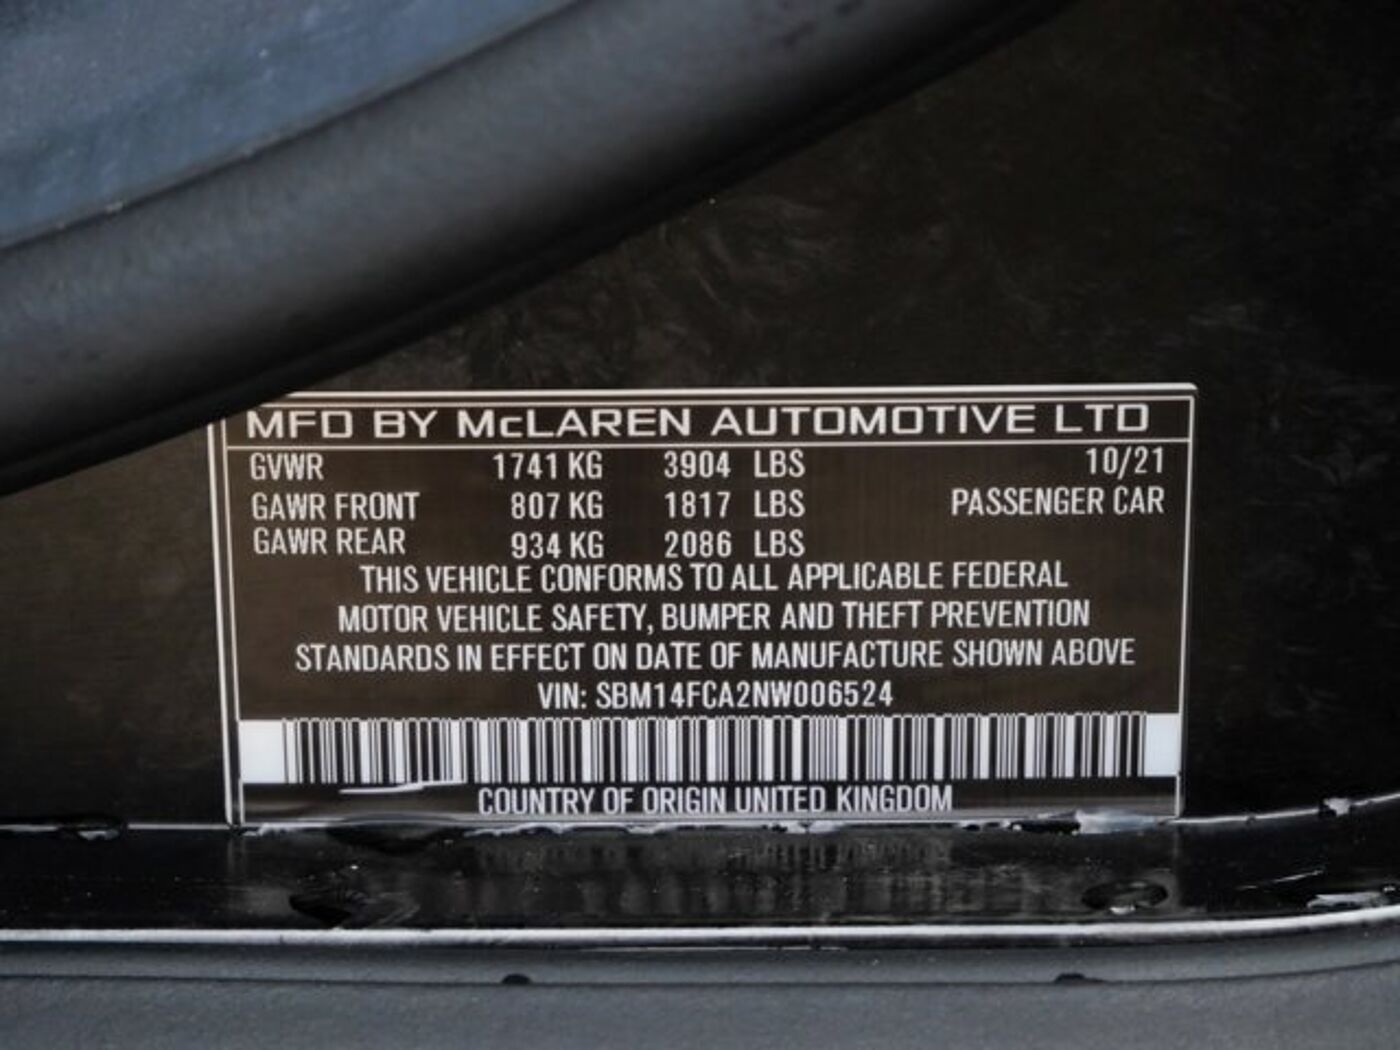 MFD BY McLAREN AUTOMOTIVE LTD
GVWR 1741 KG 3904 LBS 10/21
GAWR FRONT 807 KG 1817 LBS PASSENGER CAR
GAWR REAR 934 KG 2086 LBS
THIS VEHICLE CONFORMS TO ALL APPLICABLE FEDERAL
MOTOR VEHICLE SAFETY, BUMPER AND THEFT PREVENTION
STANDARDS IN EFFECT ON DATE OF MANUFACTURE SHOWN ABOVE
VIN: SBM14FCA2NW006524
COUNTRY OF ORIGIN UNITED KINGDOM